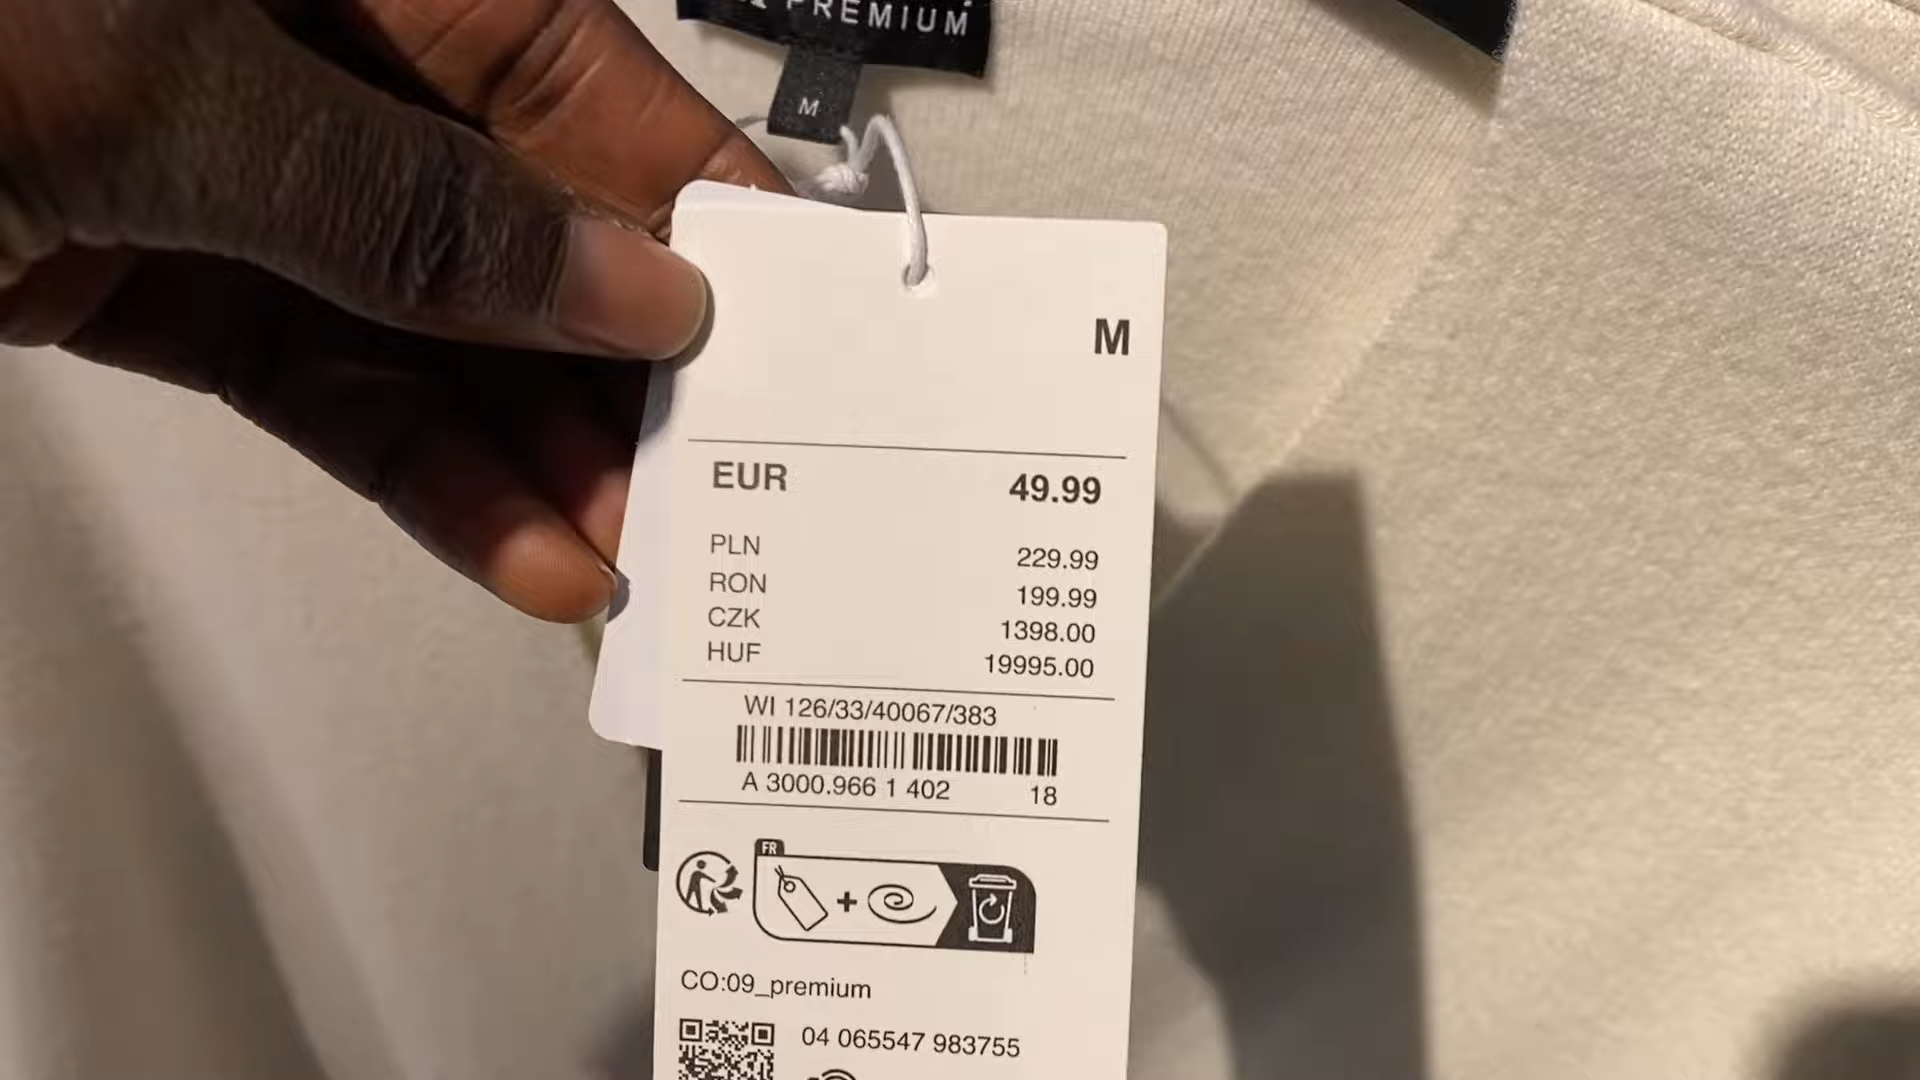 PREMIUM
M
M
EUR 49.99
PLN 229.99
RON 199.99
CZK 1398.00
HUF 19995.00
WI 126/33/40067/383
A 3000.966 1 402 18
FR
+
CO:09_premium
04 065547 983755